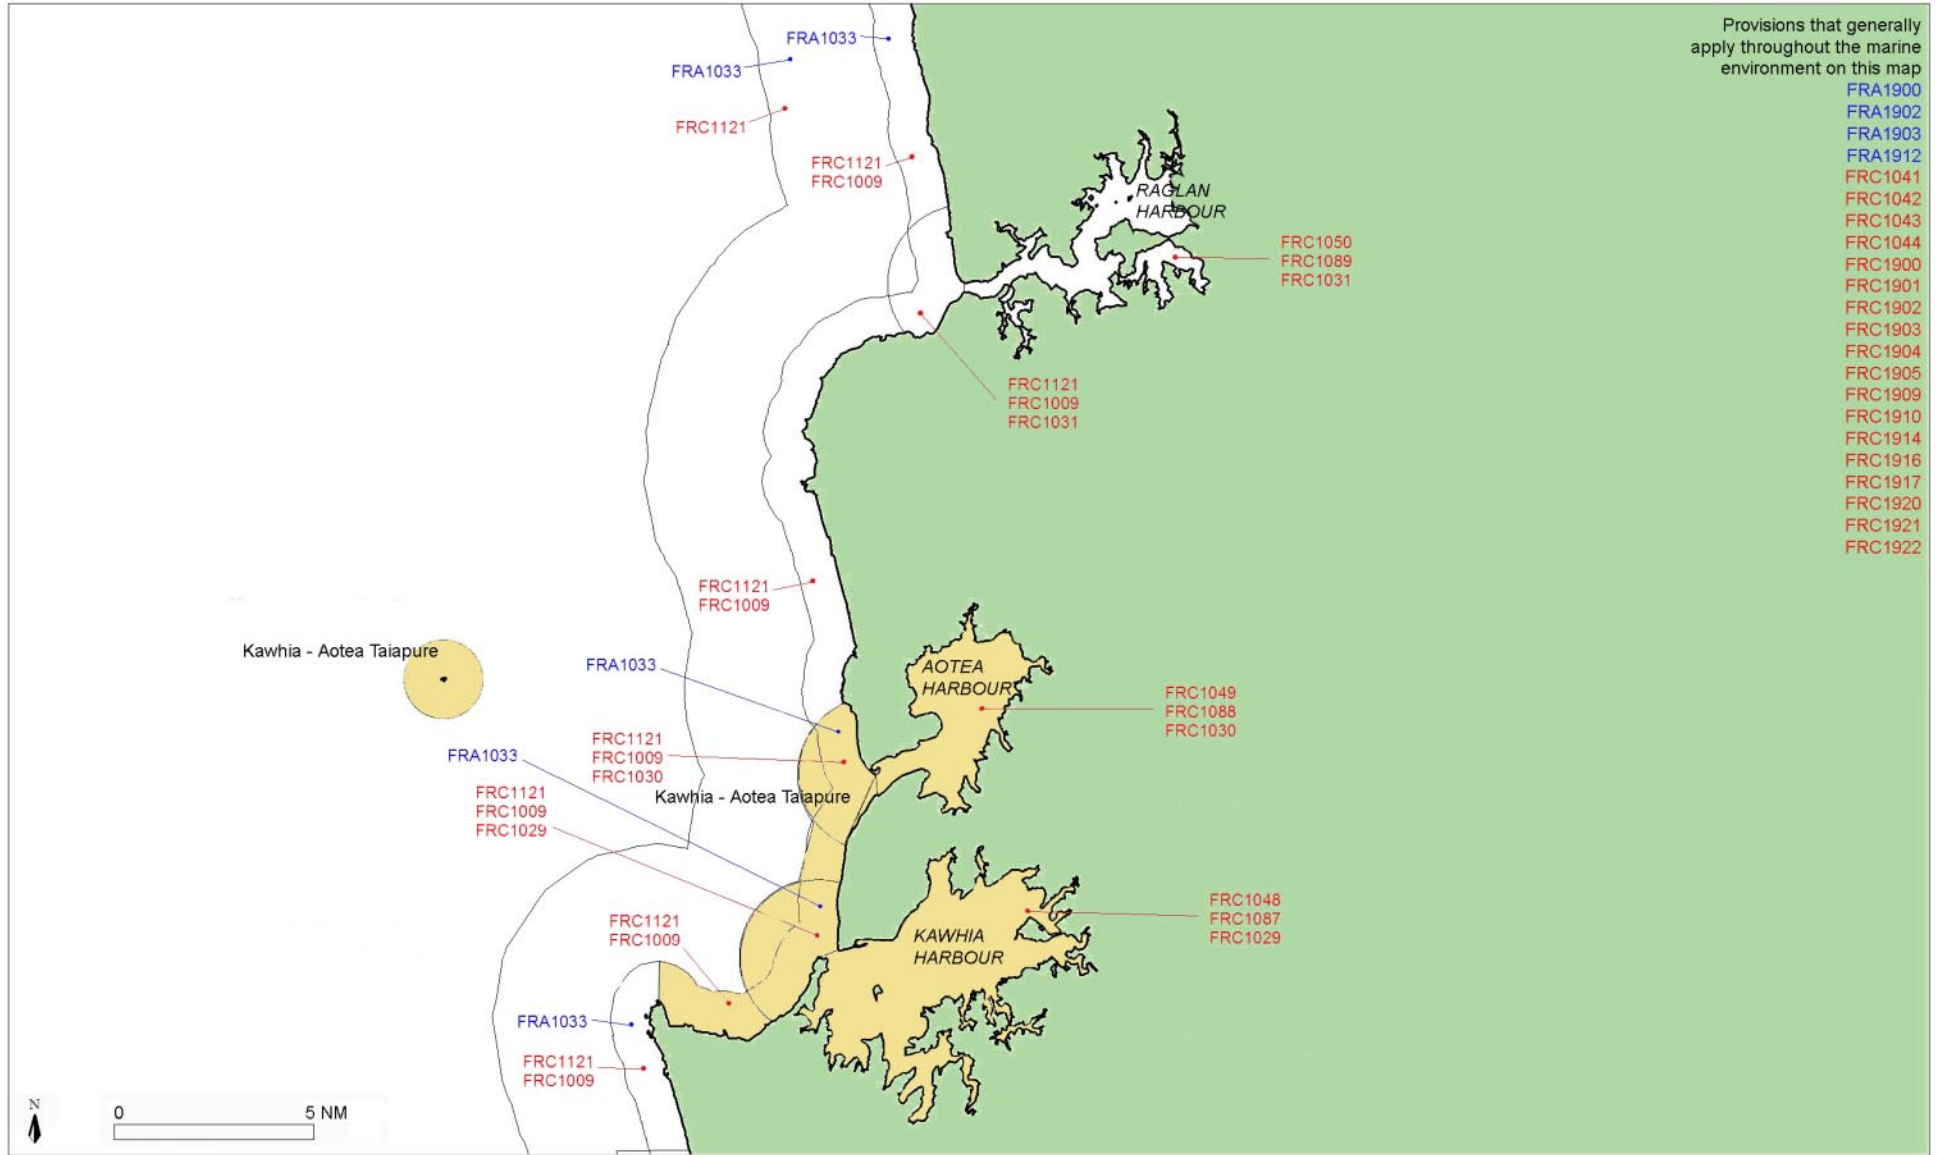 Provisions that generally
apply throughout the marine
environment on this map
FRA1900
FRA1902
FRA1903
FRA1912
FRC1041
FRC1042
FRC1043
FRC1044
FRC1900
FRC1901
FRC1902
FRC1903
FRC1904
FRC1905
FRC1909
FRC1910
FRC1914
FRC1916
FRC1917
FRC1920
FRC1921
FRC1922
FRA1033
FRA1033
FRC1121
FRC1121
FRC1009
RAGLAN
HARBOUR
FRC1050
FRC1089
FRC1031
FRC1121
FRC1009
FRC1031
FRC1121
FRC1009
Kawhia - Aotea Taiapure
FRA1033
AOTEA
HARBOUR
FRC1049
FRC1088
FRC1030
FRC1121
FRC1009
FRC1030
FRA1033
Kawhia - Aotea Taiapure
FRC1121
FRC1009
FRC1029
FRC1121
FRC1009
KAWHIA
HARBOUR
FRC1048
FRC1087
FRC1029
FRA1033
FRC1121
FRC1009
N
0 5 NM